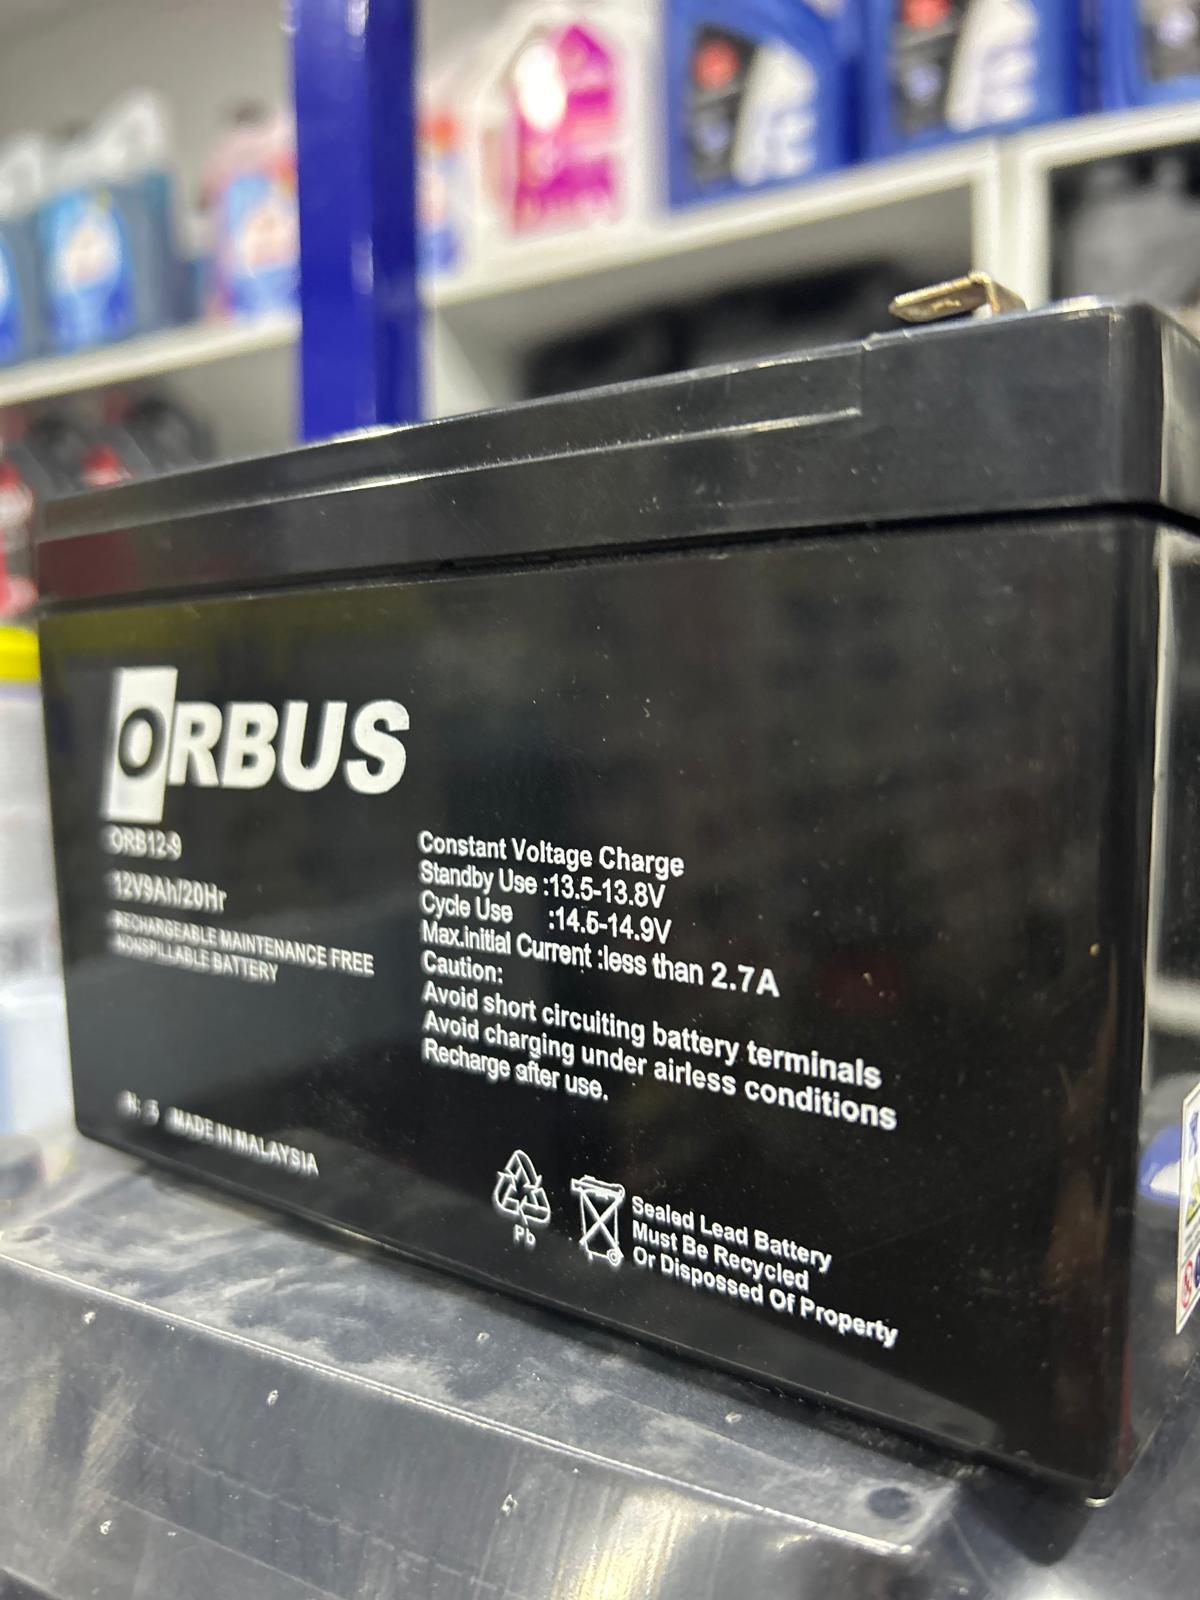 ORBUS
ORB12-9
12V9Ah/20Hr
RECHARGEABLE MAINTENANCE FREE
NONSPILLABLE BATTERY
Constant Voltage Charge
Standby Use :13.5-13.8V
Cycle Use :14.5-14.9V
Max.initial Current :less than 2.7A
Caution:
Avoid short circuiting battery terminals
Avoid charging under airless conditions
Recharge after use.
MADE IN MALAYSIA
Pb
Sealed Lead Battery
Must Be Recycled
Or Dispossed Of Property